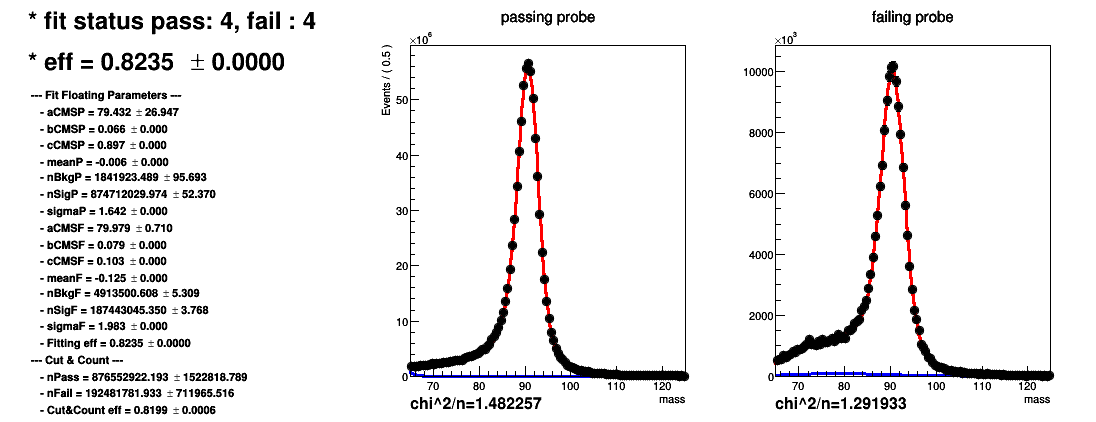 * fit status pass: 4, fail : 4
* eff = 0.8235 ± 0.0000
--- Fit Floating Parameters ---
- aCMSP = 79.432 ± 26.947
- bCMSP = 0.066 ± 0.000
- cCMSP = 0.897 ± 0.000
- meanP = -0.006 ± 0.000
- nBkgP = 1841923.489 ± 95.693
- nSigP = 874712029.974 ± 52.370
- sigmaP = 1.642 ± 0.000
- aCMSF = 79.979 ± 0.710
- bCMSF = 0.079 ± 0.000
- cCMSF = 0.103 ± 0.000
- meanF = -0.125 ± 0.000
- nBkgF = 4913500.608 ± 5.309
- nSigF = 187443045.350 ± 3.768
- sigmaF = 1.983 ± 0.000
- Fitting eff = 0.8235 ± 0.0000
--- Cut & Count ---
- nPass = 876552922.193 ± 1522818.789
- nFail = 192481781.933 ± 711965.516
- Cut&Count eff = 0.8199 ± 0.0006
passing probe
×10^6
Events / ( 0.5 )
50
40
30
20
10
0
70 80 90 100 110 120
mass
chi^2/n=1.482257
failing probe
×10^3
10000
8000
6000
4000
2000
0
70 80 90 100 110 120
mass
chi^2/n=1.291933